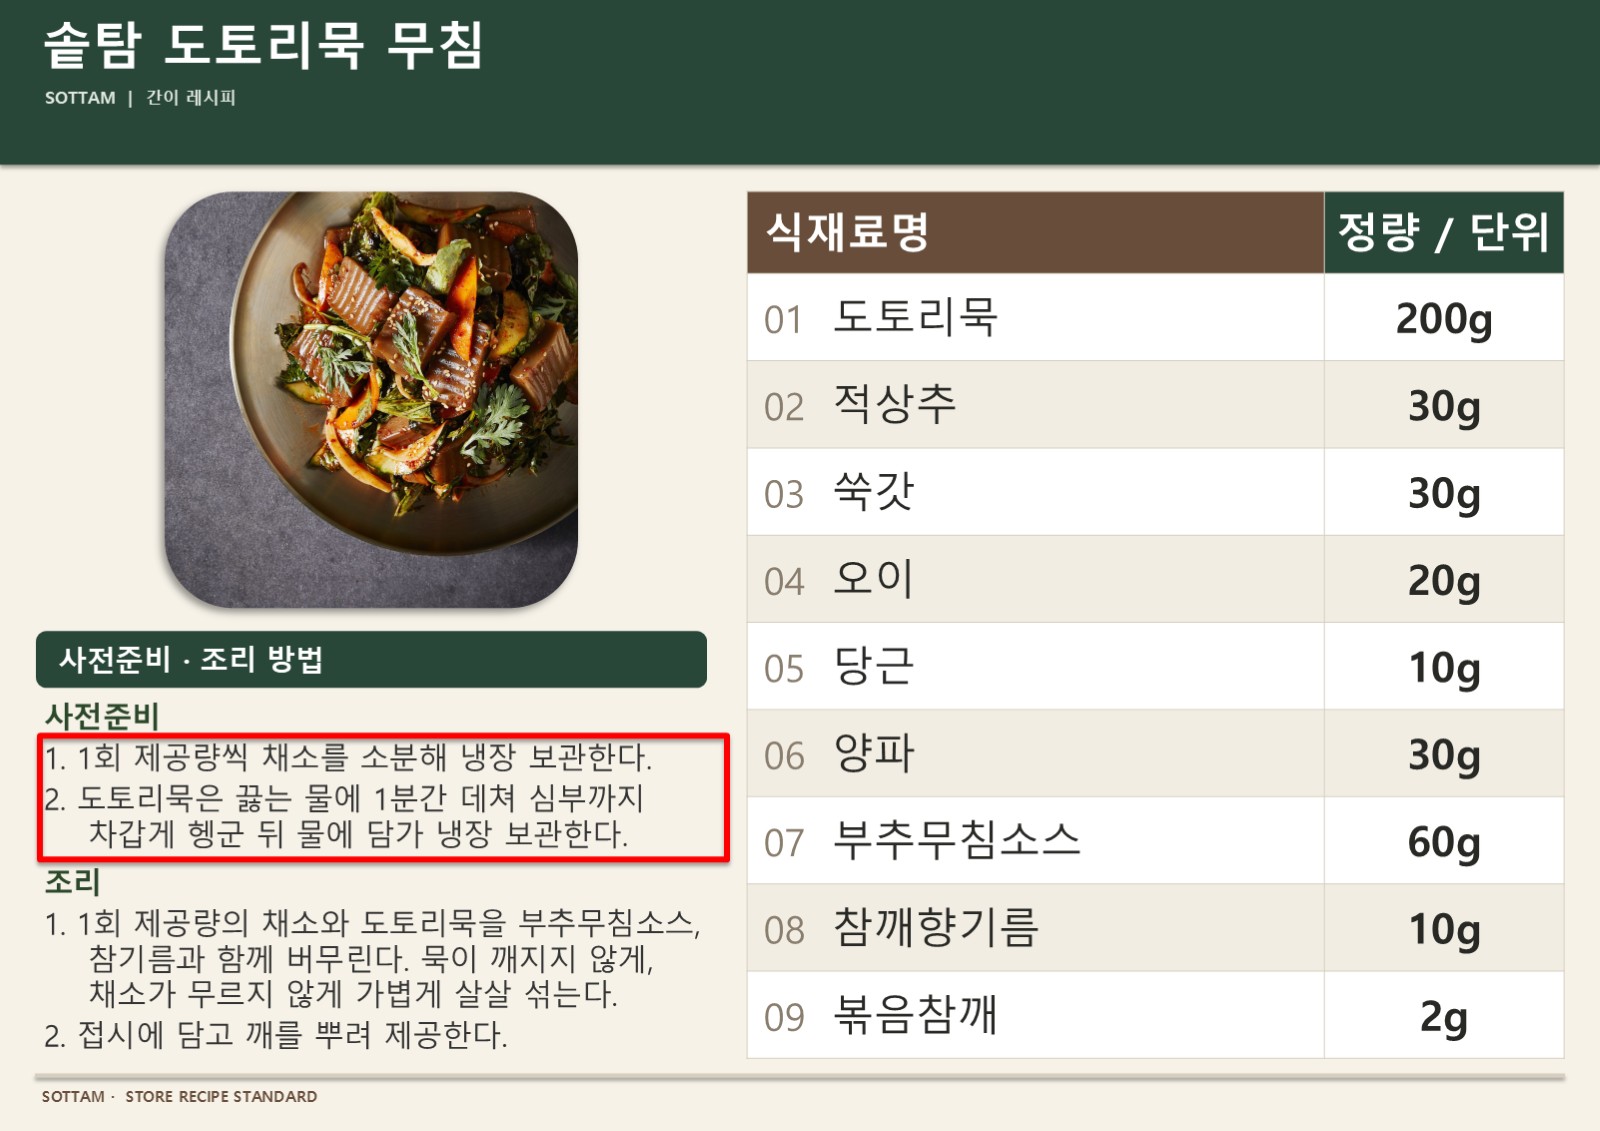 솥탐 도토리묵 무침
SOTTAM | 간이 레시피
사전준비 · 조리 방법
사전준비
1. 1회 제공량씩 채소를 소분해 냉장 보관한다.
2. 도토리묵은 끓는 물에 1분간 데쳐 심부까지
차갑게 헹군 뒤 물에 담가 냉장 보관한다.
조리
1. 1회 제공량의 채소와 도토리묵을 부추무침소스,
참기름과 함께 버무린다. 묵이 깨지지 않게,
채소가 무르지 않게 가볍게 살살 섞는다.
2. 접시에 담고 깨를 뿌려 제공한다.
식재료명 정량 / 단위
01 도토리묵 200g
02 적상추 30g
03 쑥갓 30g
04 오이 20g
05 당근 10g
06 양파 30g
07 부추무침소스 60g
08 참깨향기름 10g
09 볶음참깨 2g
SOTTAM · STORE RECIPE STANDARD